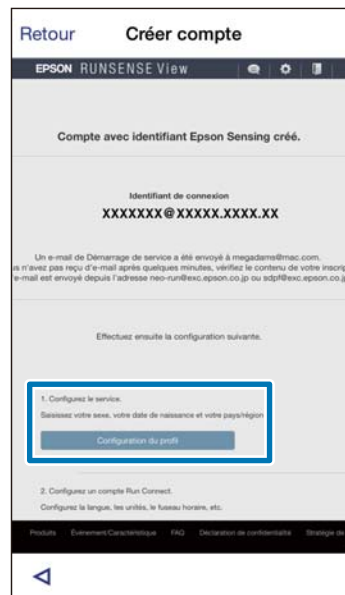 Retour Créer compte
EPSON RUNSENSE View
Compte avec identifiant Epson Sensing créé.
Identifiant de connexion
XXXXXXX@XXXXX.XXXX.XX
Un e-mail de Démarrage de service a été envoyé à megadams@mac.com.
us n'avez pas reçu d'e-mail après quelques minutes, vérifiez le contenu de votre inscrip
e-mail est envoyé depuis l'adresse neo-run@exc.epson.co.jp ou sdpf@exc.epson.co.j
Effectuez ensuite la configuration suivante.
1. Configurez le service.
Saisissez votre sexe, votre date de naissance et votre pays/région
Configuration du profil
2. Configurez un compte Run Connect.
Configurez la langue, les unités, le fuseau horaire, etc.
Produits Événement/Caractéristique FAQ Déclaration de confidentialité Stratégie de